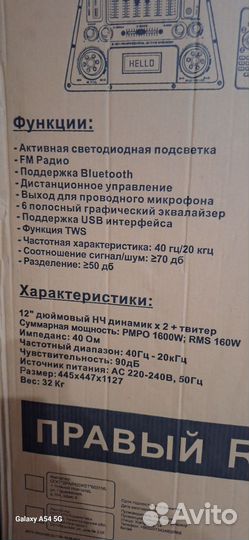 HELLO
Функции:
- Активная светодиодная подсветка
- FM Радио
- Поддержка Bluetooth
- Дистанционное управление
- Выход для проводного микрофона
- 6 полосный графический эквалайзер
- Поддержка USB интерфейса
- Функция TWS
- Частотная характеристика: 40 гц/20 кгц
- Соотношение сигнал/шум: ≥70 дб
- Разделение: ≥50 дб
Характеристики:
12" дюймовый НЧ динамик x 2 + твитер
Суммарная мощность: PMPO 1600W; RMS 160W
Импеданс: 4О Ом
Частотный диапазон: 40Гц - 20кГц
Чувствительность: 90дБ
Источник питания: AC 220-240В, 50Гц
Размер: 445х447х1127
Вес: 32 Кг
ПРАВЫЙ R
Galaxy A54 5G
Avito